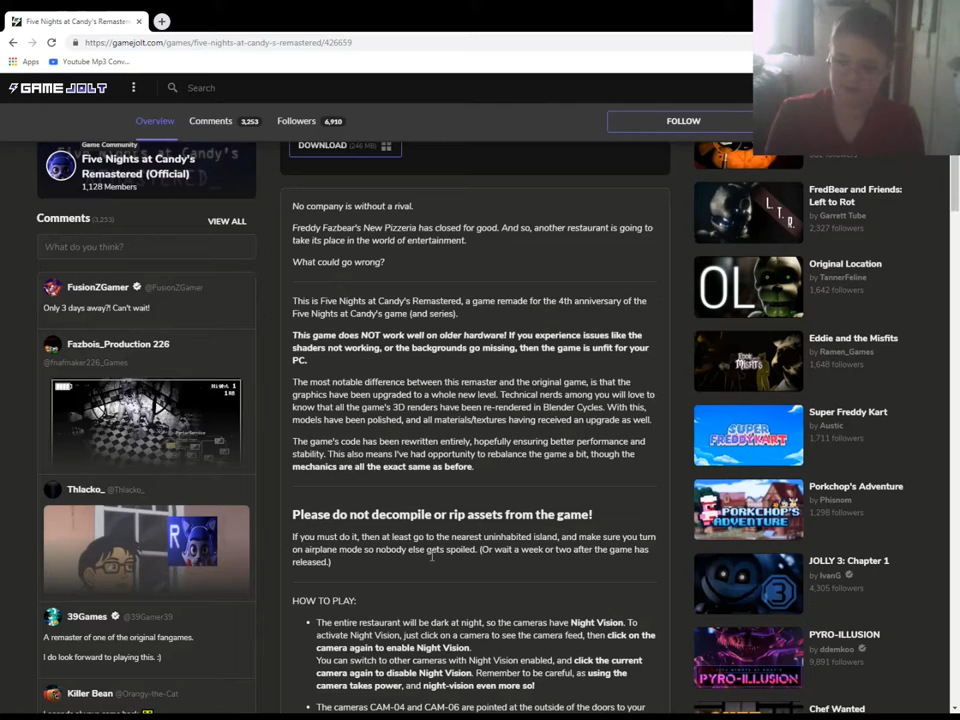 Five Nights at Candy's Remastere
https://gamejolt.com/games/five-nights-at-candy-s-remastered/426659
Apps Youtube Mp3 Conv...
GAME JOLT Search
Overview Comments 3,253 Followers 6,910 FOLLOW
Game Community
Five Nights at Candy's
Remastered (Official)
1,128 Members
Comments (3,253) VIEW ALL
What do you think?
FusionZGamer @FusionZGamer
Only 3 days away?! Can't wait!
Fazbois_Production 226
@fnafmaker226_Games
Night 1
1 AM
Thlacko_ @Thlacko_
R
39Games @39Gamer39
A remaster of one of the original fangames.
I do look forward to playing this. :)
Killer Bean @Orangy-the-Cat
DOWNLOAD (246 MB)
No company is without a rival.
Freddy Fazbear's New Pizzeria has closed for good. And so, another restaurant is going to
take its place in the world of entertainment.
What could go wrong?
This is Five Nights at Candy's Remastered, a game remade for the 4th anniversary of the
Five Nights at Candy's game (and series).
This game does NOT work well on older hardware! If you experience issues like the
shaders not working, or the backgrounds go missing, then the game is unfit for your
PC.
The most notable difference between this remaster and the original game, is that the
graphics have been upgraded to a whole new level. Technical nerds among you will love to
know that all the game's 3D renders have been re-rendered in Blender Cycles. With this,
models have been polished, and all materials/textures having received an upgrade as well.
The game's code has been rewritten entirely, hopefully ensuring better performance and
stability. This also means I've had opportunity to rebalance the game a bit, though the
mechanics are all the exact same as before.
Please do not decompile or rip assets from the game!
If you must do it, then at least go to the nearest uninhabited island, and make sure you turn
on airplane mode so nobody else gets spoiled. (Or wait a week or two after the game has
released.)
HOW TO PLAY:
• The entire restaurant will be dark at night, so the cameras have Night Vision. To
activate Night Vision, just click on a camera to see the camera feed, then click on the
camera again to enable Night Vision.
You can switch to other cameras with Night Vision enabled, and click the current
camera again to disable Night Vision. Remember to be careful, as using the
camera takes power, and night-vision even more so!
• The cameras CAM-04 and CAM-06 are pointed at the outside of the doors to your
FredBear and Friends:
Left to Rot
by Garrett Tube
2,327 followers
L.T.R.
Original Location
by TannerFeline
1,642 followers
OL
Eddie and the Misfits
by Ramen_Games
1,648 followers
Super Freddy Kart
by Austic
1,711 followers
SUPER
FREDDYKART
Porkchop's Adventure
by Phisnom
1,298 followers
PORKCHOP'S
ADVENTURE
JOLLY 3: Chapter 1
by IvanG
4,305 followers
3
PYRO-ILLUSION
by ddemkoo
9,891 followers
PYRO-ILLUSION
Chef Wanted